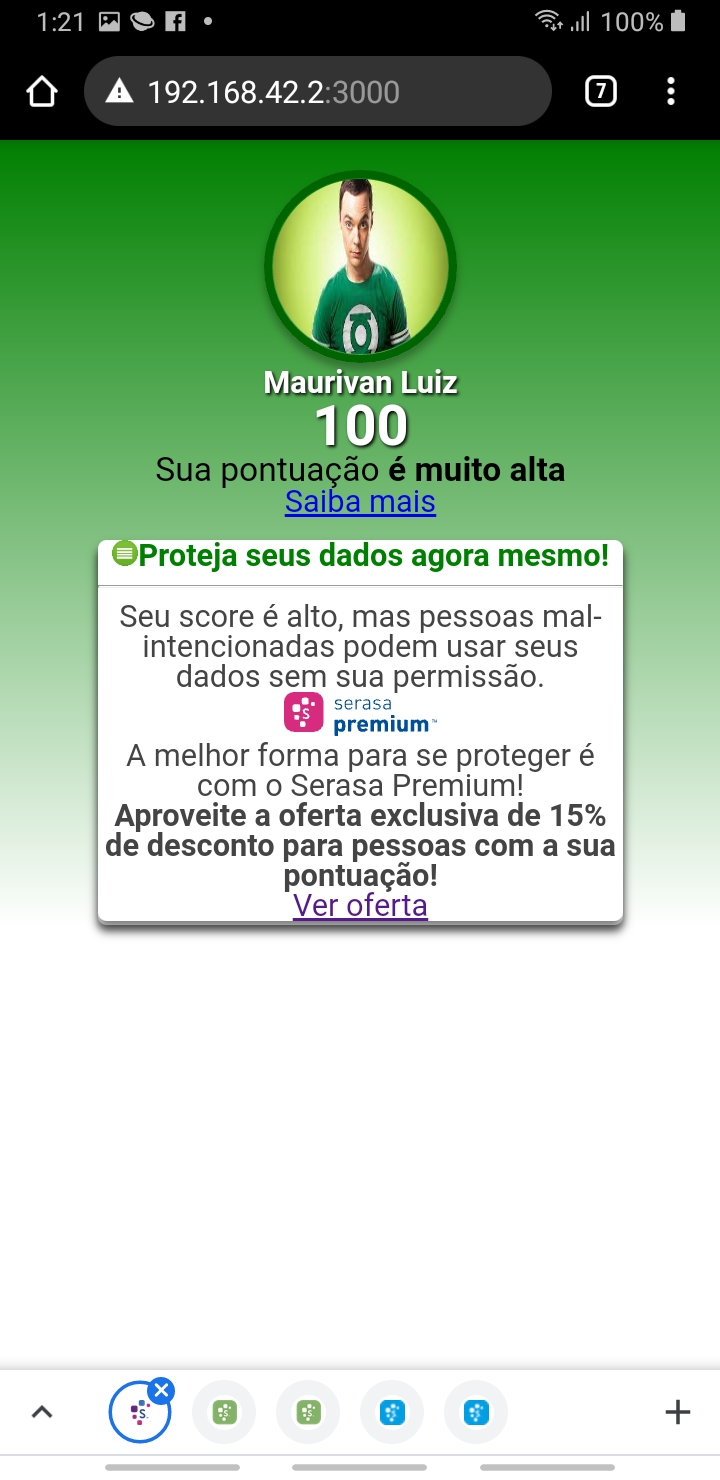 1:21
100%
192.168.42.2:3000
7
Maurivan Luiz
100
Sua pontuação é muito alta
Saiba mais
Proteja seus dados agora mesmo!
Seu score é alto, mas pessoas mal-
intencionadas podem usar seus
dados sem sua permissão.
S serasa
premium™
A melhor forma para se proteger é
com o Serasa Premium!
Aproveite a oferta exclusiva de 15%
de desconto para pessoas com a sua
pontuação!
Ver oferta
S